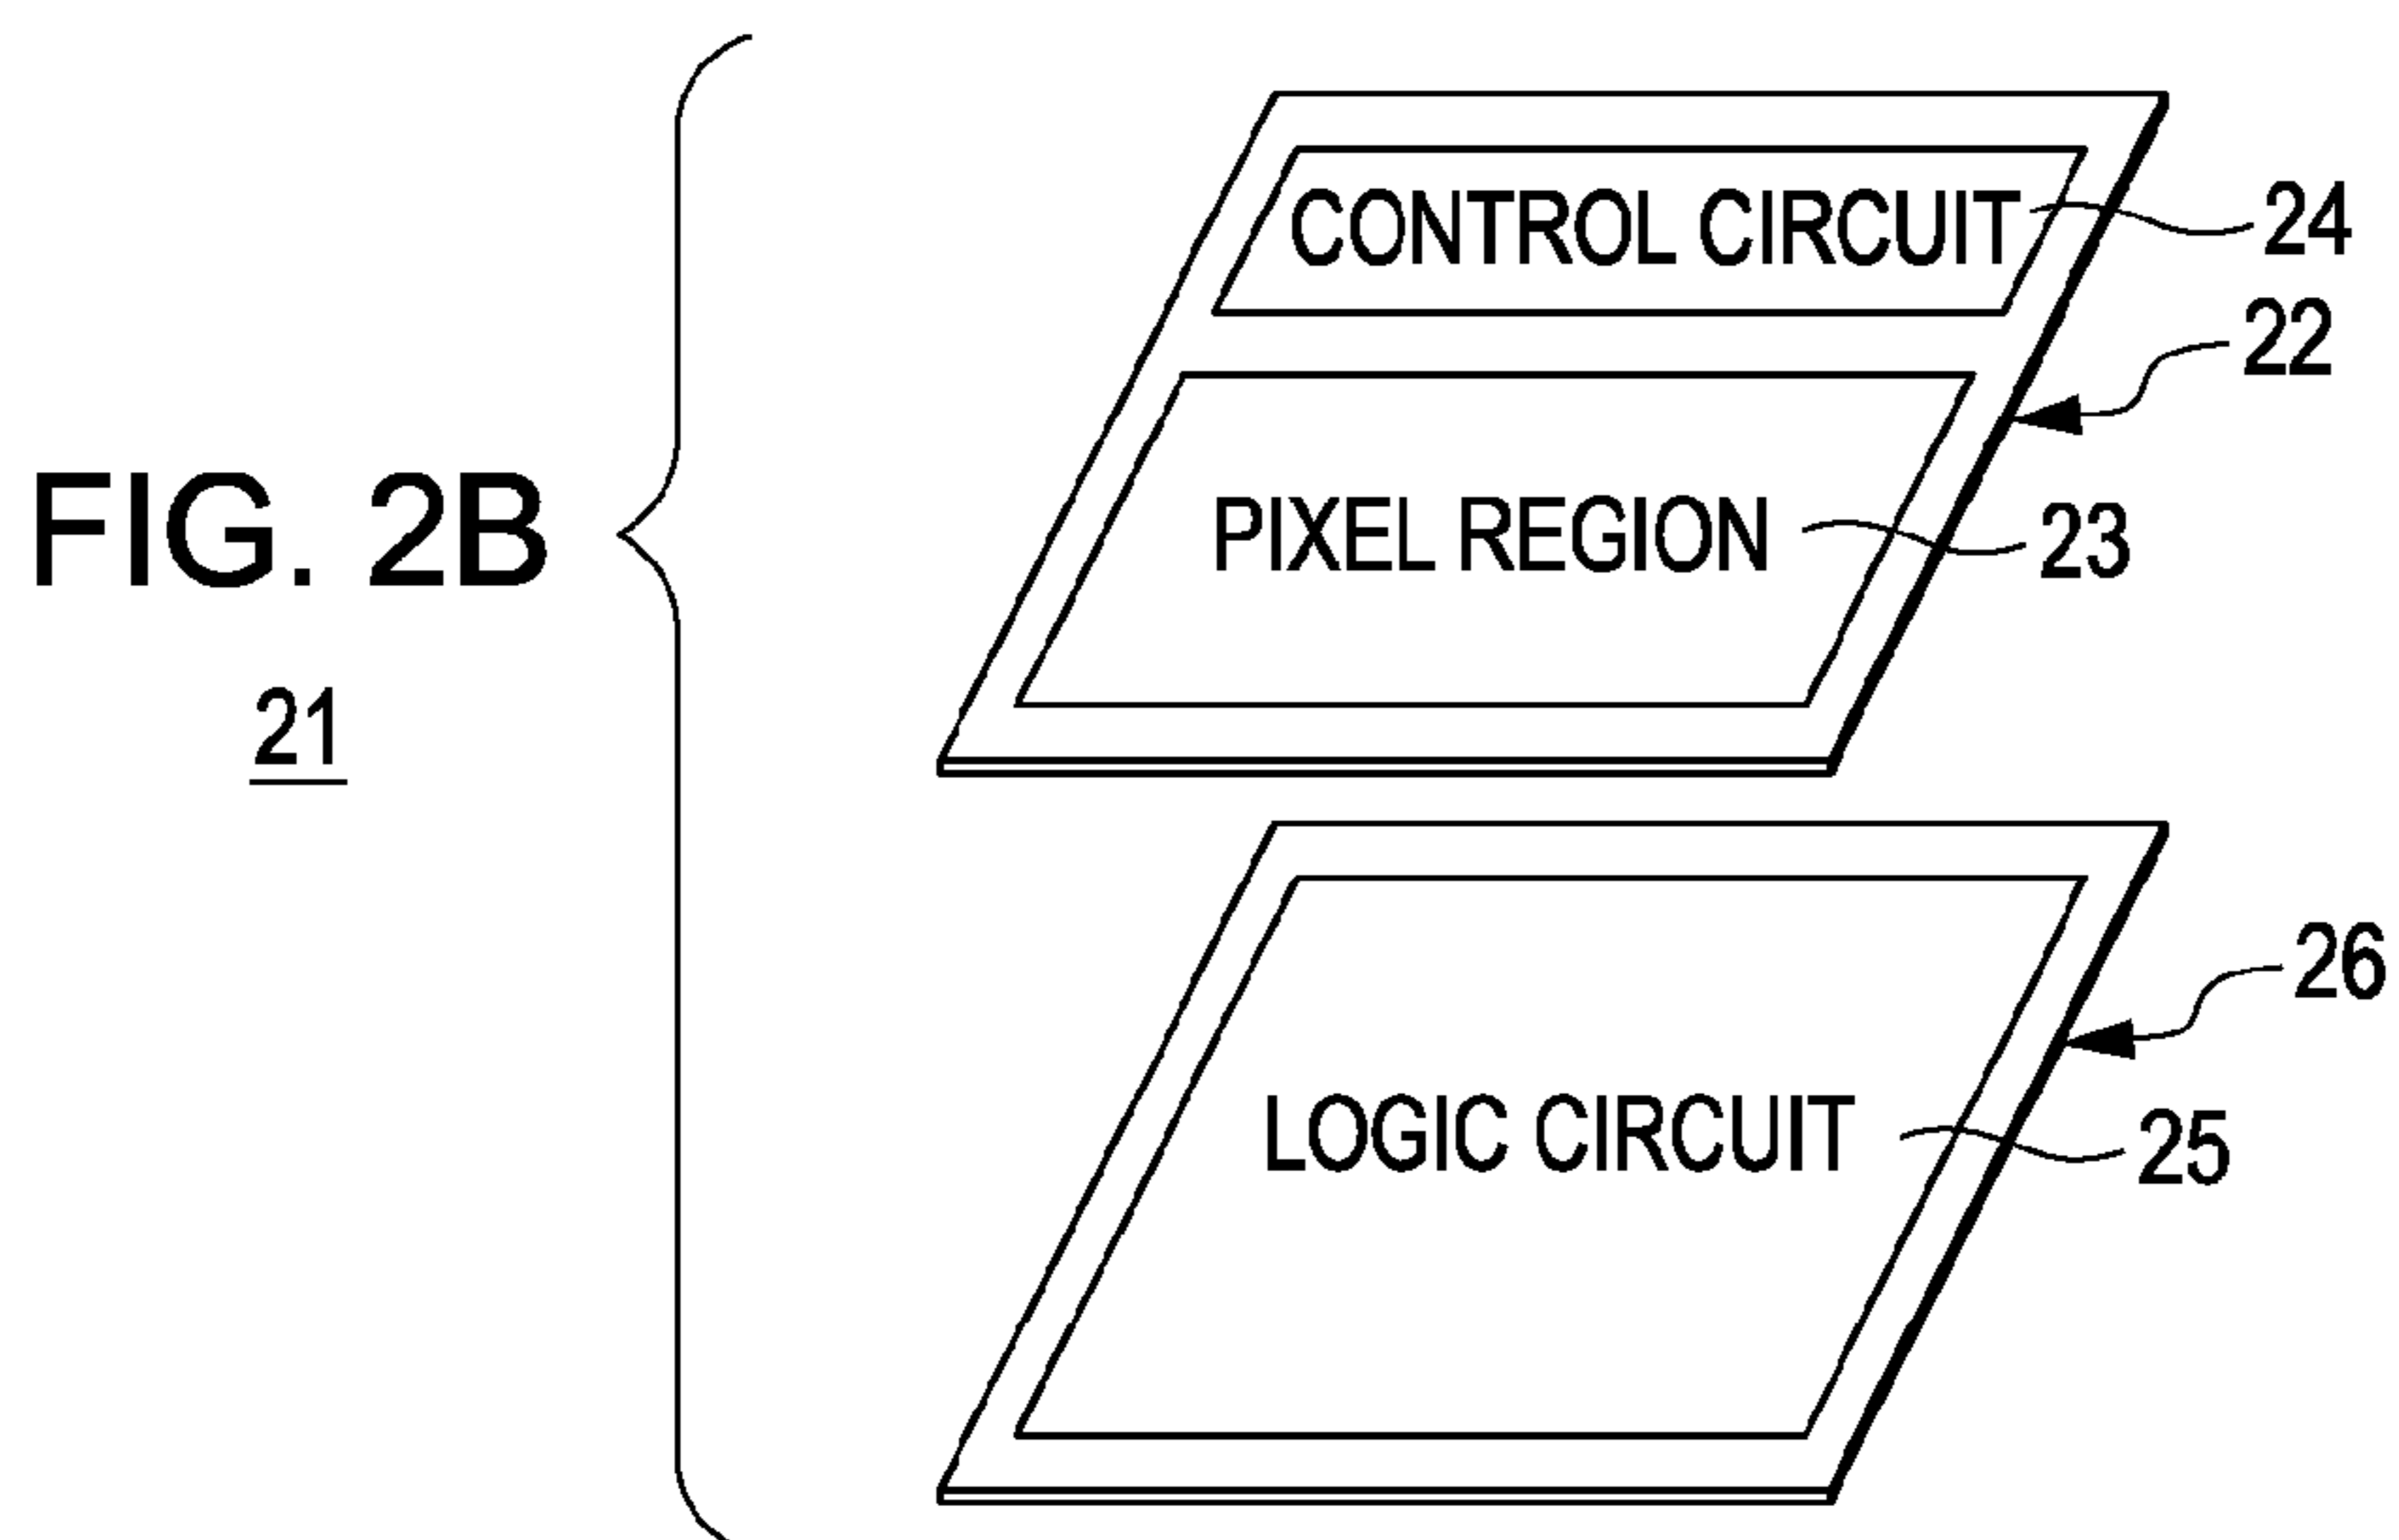 FIG. 2B
21
CONTROL CIRCUIT
24
22
PIXEL REGION
23
26
LOGIC CIRCUIT
25